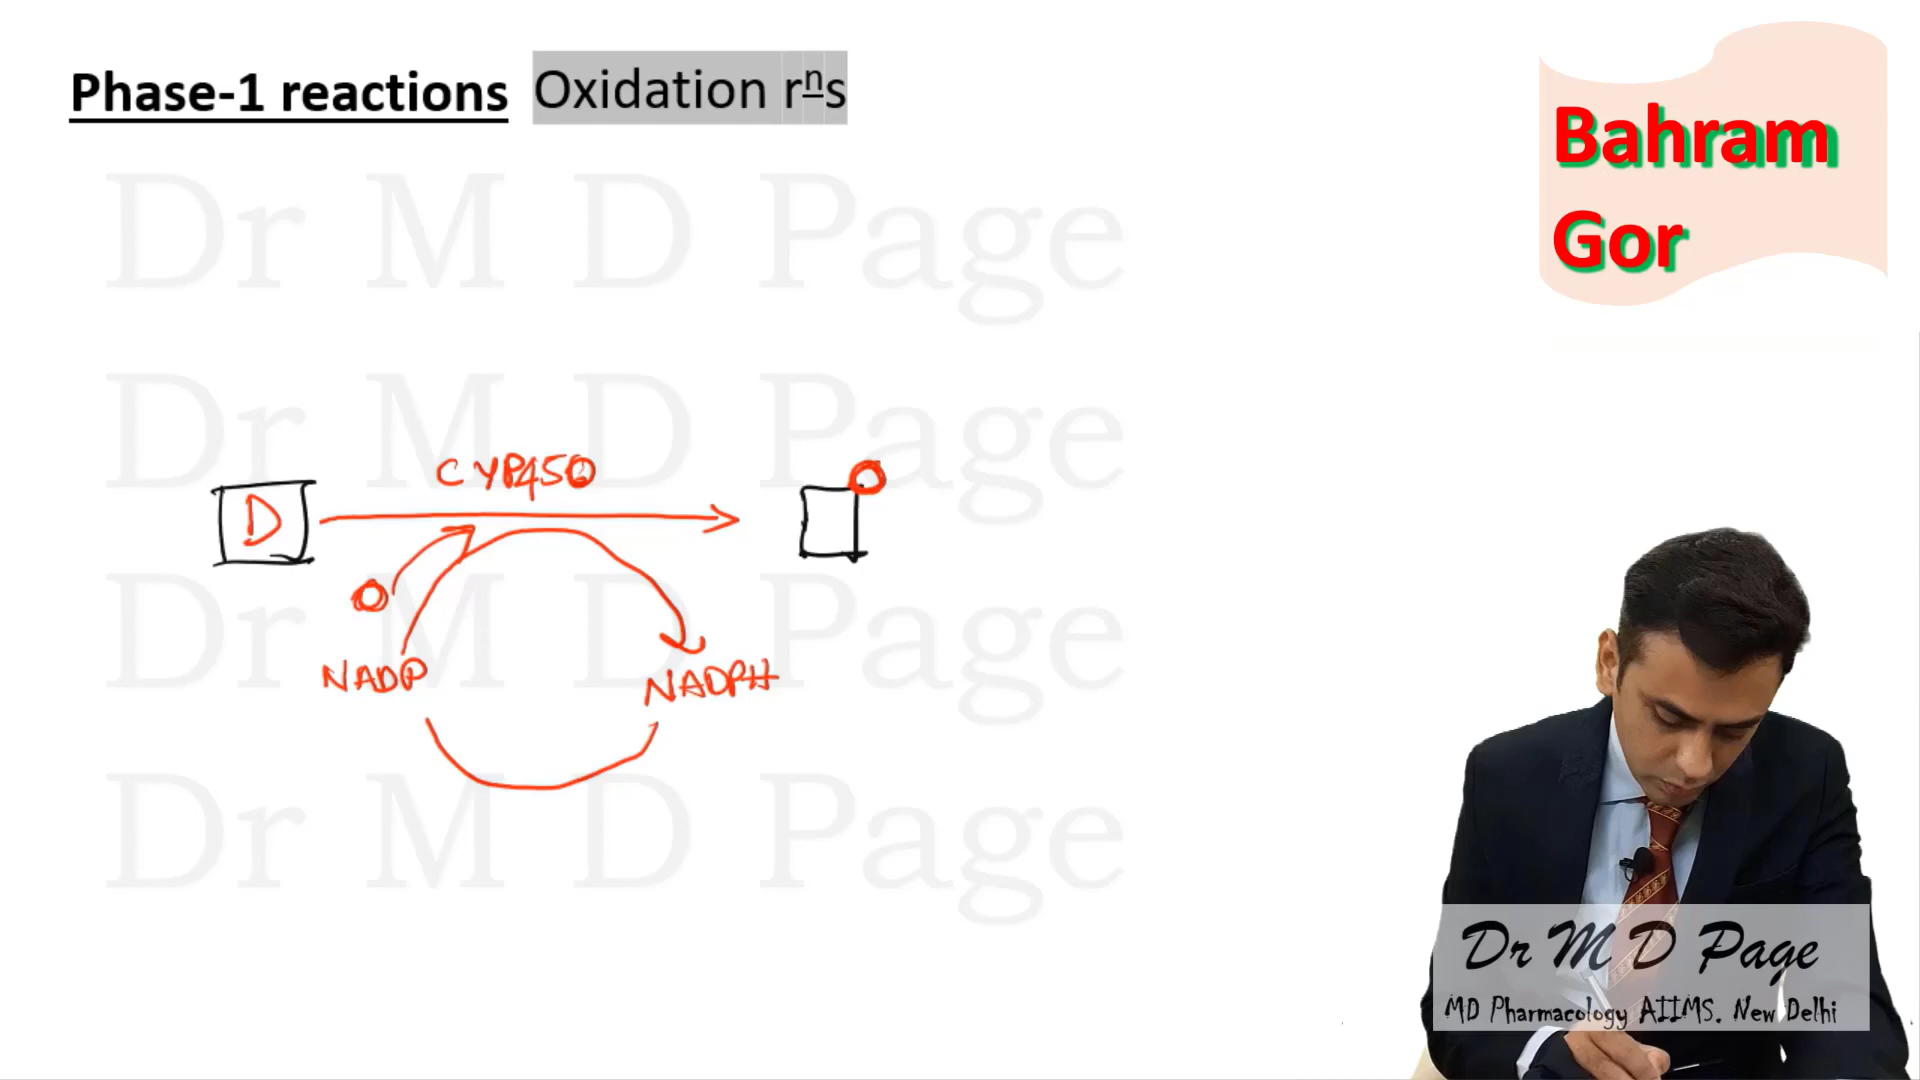 Phase-1 reactions Oxidation rⁿs
Bahram
Gor
Dr M D Page
Dr M D Page
CYP450
D
O
O
Dr M D Page
NADP
NADPH
Dr M D Page
Dr M D Page
MD Pharmacology AIIMS. New Delhi